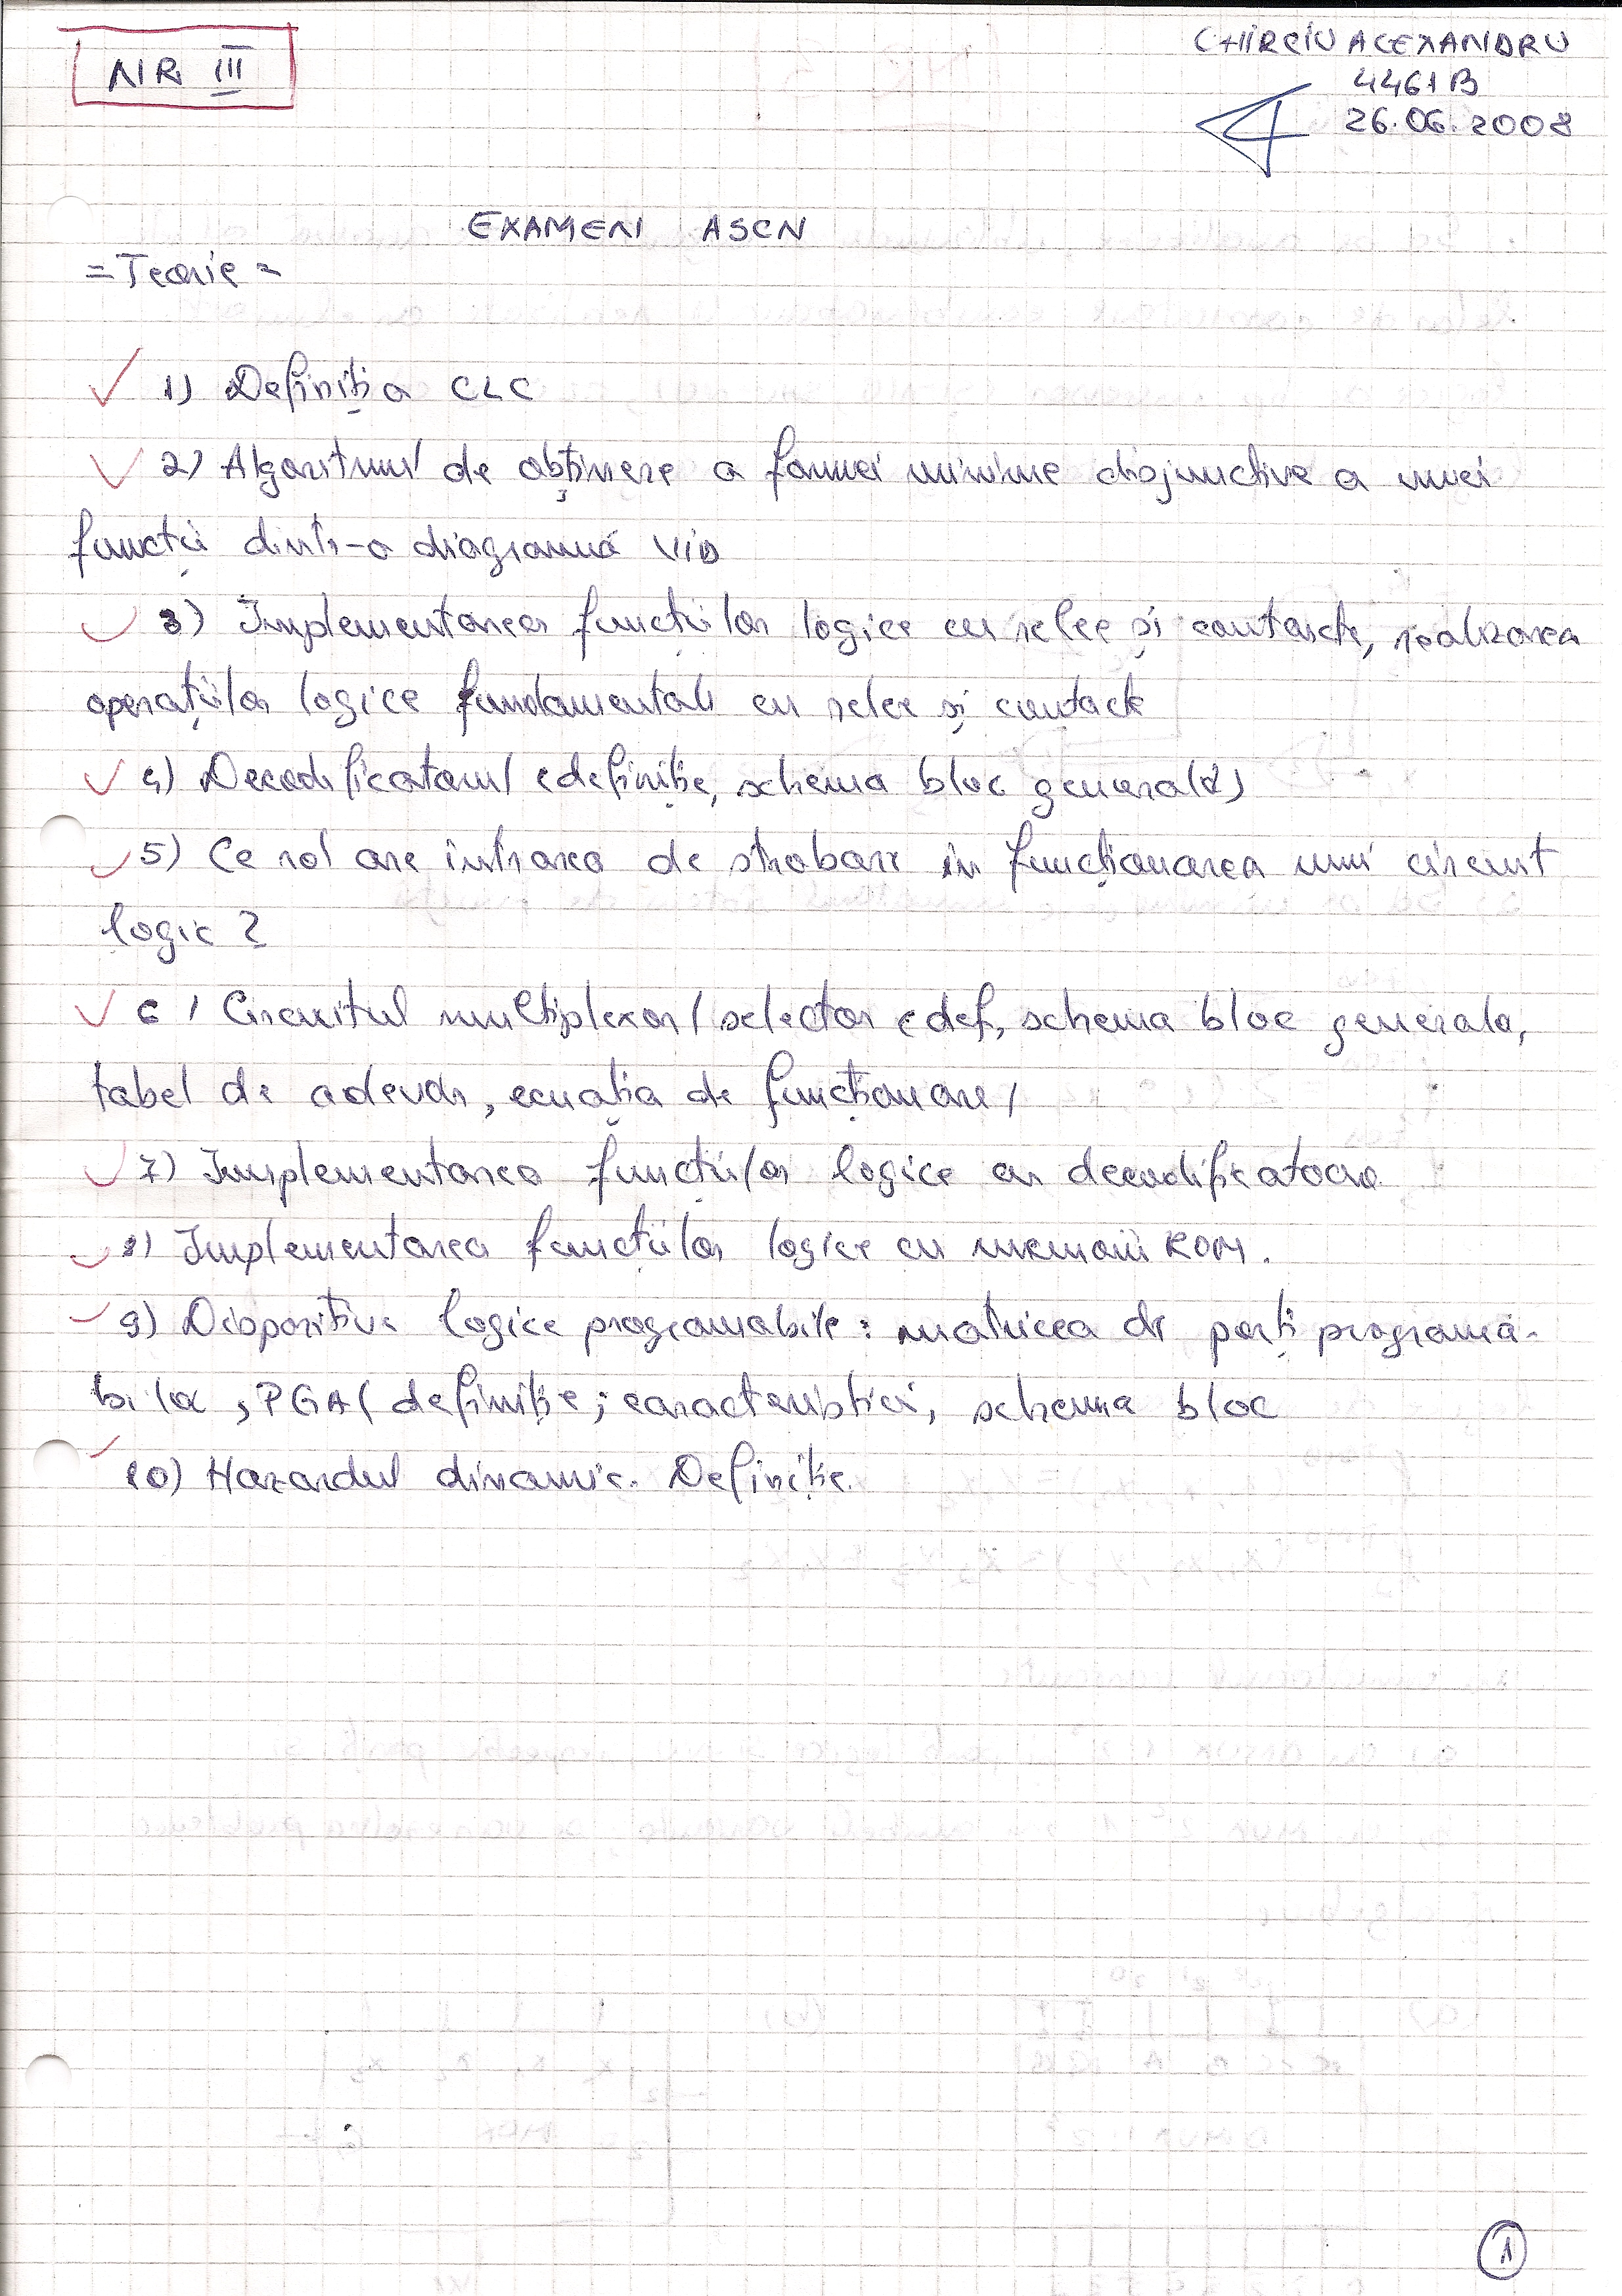 NR III
CHIRCIU ALEXANDRU
4461B
26.06.2008
EXAMEN ASCN
=Teorie=
1) Definiția CLC
2) Algoritmul de obținere a formei minime disjunctive a unei
funcții dintr-o diagramă VID
3) Implementarea funcțiilor logice cu relee și contacte, realizarea
operațiilor logice fundamentale cu relee și contacte
4) Decodificatorul (definiție, schema bloc generală)
5) Ce rol are intrarea de strobare în funcționarea unui circuit
logic?
6) Circuitul multiplexor/selector (def, schema bloc generala,
tabel de adevăr, ecuația de funcționare)
7) Implementarea funcțiilor logice cu decodificatoare
8) Implementarea funcțiilor logice cu memorii ROM.
9) Dispozitive logice programabile: matricea de porți programa-
bila, PGA (definiție; caracteristici, schema bloc
10) Hazardul dinamic. Definiție.
1